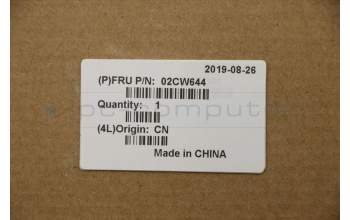 2019-08-26
(P)FRU P/N: 02CW644
Quantity: 1
(4L)Origin: CN
Made in CHINA